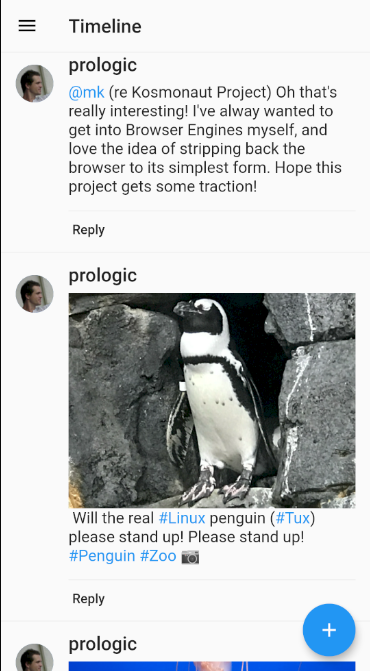 Timeline
prologic
@mk (re Kosmonaut Project) Oh that's
really interesting! I've alway wanted to
get into Browser Engines myself, and
love the idea of stripping back the
browser to its simplest form. Hope this
project gets some traction!
Reply
prologic
Will the real #Linux penguin (#Tux)
please stand up! Please stand up!
#Penguin #Zoo 📷
Reply
prologic